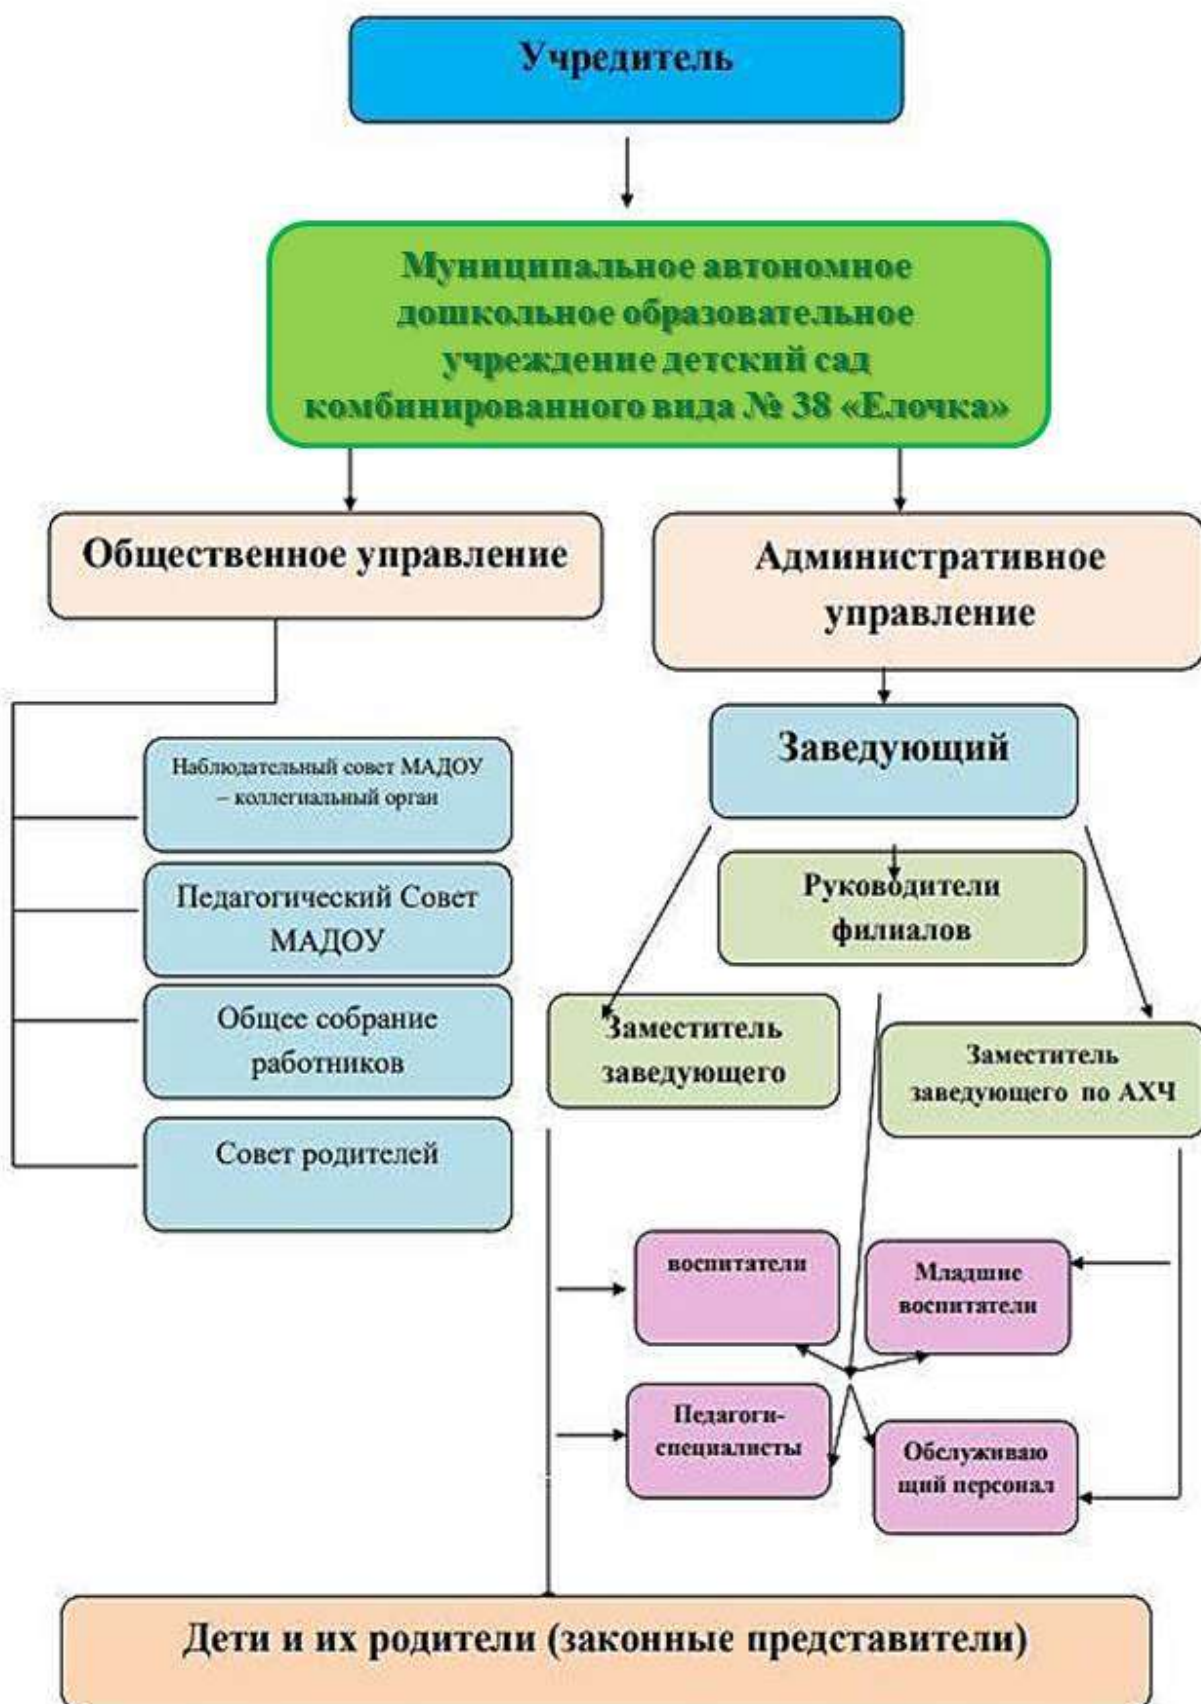 Учредитель
Муниципальное автономное
дошкольное образовательное
учреждение детский сад
комбинированного вида № 38 «Елочка»
Общественное управление
Административное
управление
Наблюдательный совет МАДОУ
– коллегиальный орган
Педагогический Совет
МАДОУ
Общее собрание
работников
Совет родителей
Заведующий
Руководители
филиалов
Заместитель
заведующего
Заместитель
заведующего по АХЧ
воспитатели
Младшие
воспитатели
Педагоги-
специалисты
Обслуживаю
щий персонал
Дети и их родители (законные представители)